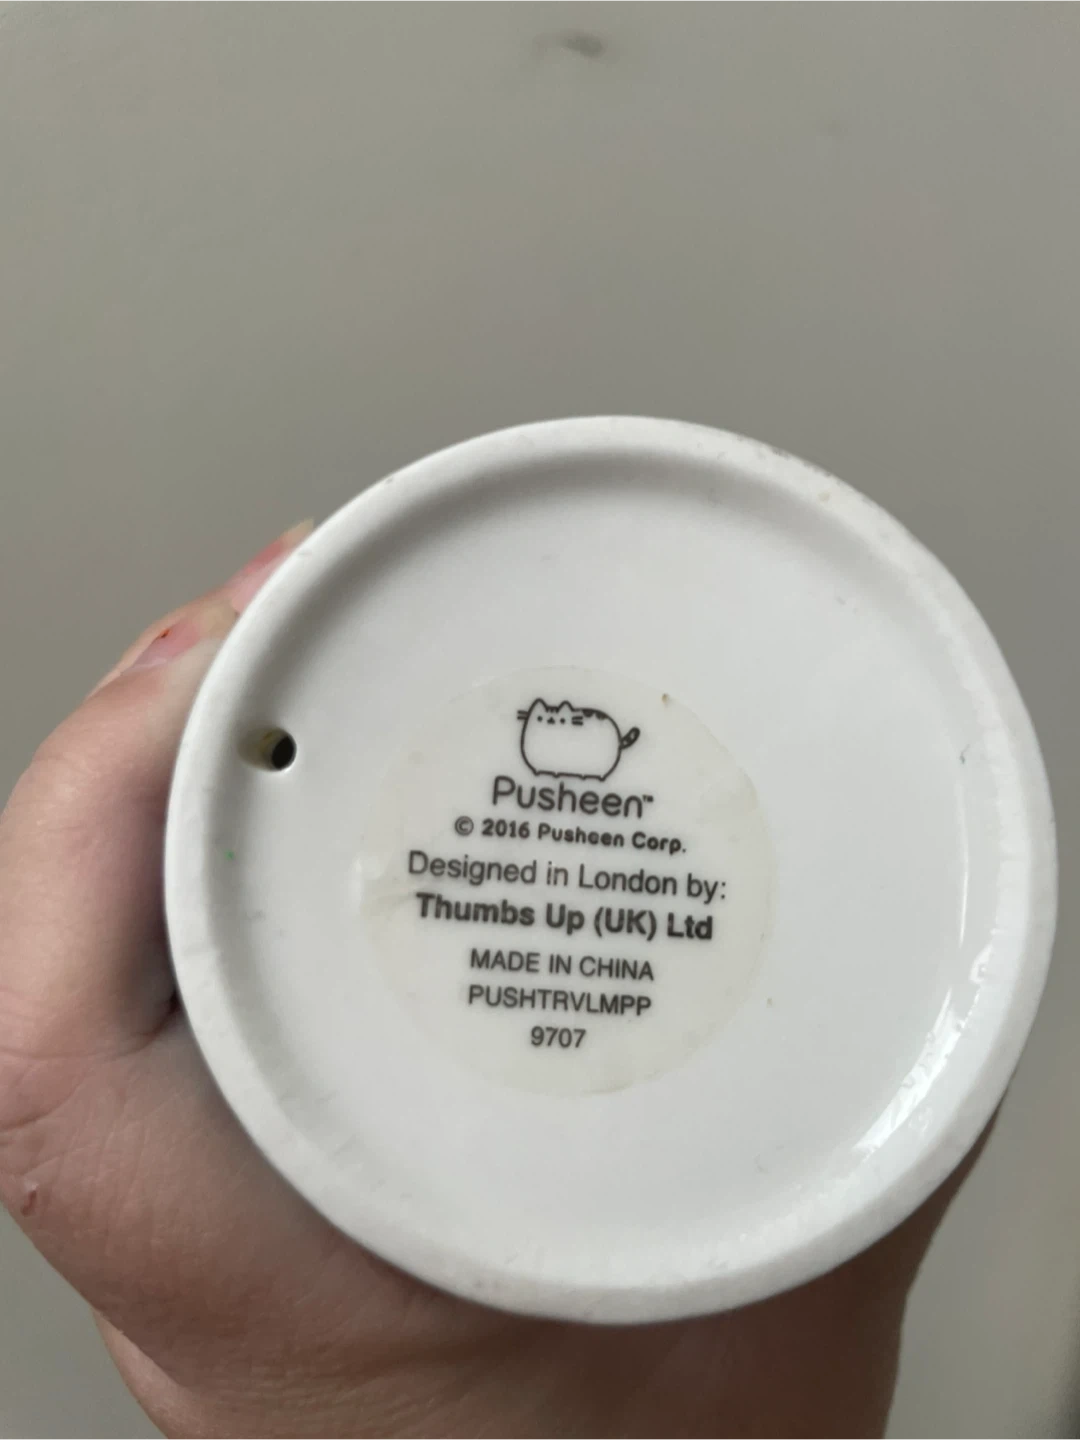 Pusheen™
© 2016 Pusheen Corp.
Designed in London by:
Thumbs Up (UK) Ltd
MADE IN CHINA
PUSHTRVLMPP
9707